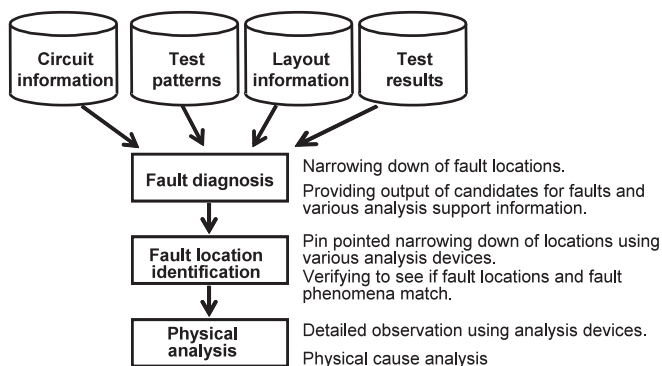 Circuit
information
Test
patterns
Layout
information
Test
results
Fault diagnosis
Narrowing down of fault locations.
Providing output of candidates for faults and
various analysis support information.
Fault location
identification
Pin pointed narrowing down of locations using
various analysis devices.
Verifying to see if fault locations and fault
phenomena match.
Physical
analysis
Detailed observation using analysis devices.
Physical cause analysis